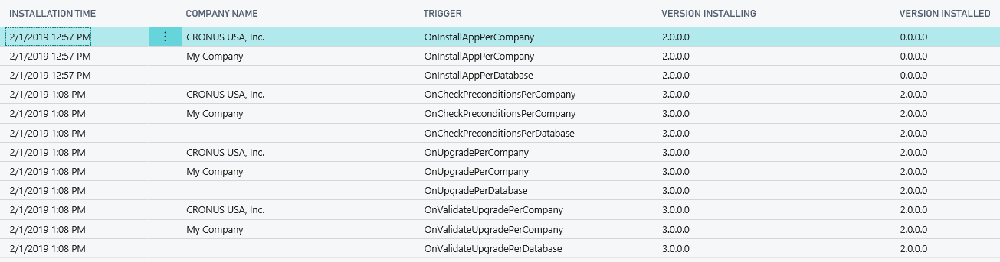 INSTALLATION TIME COMPANY NAME TRIGGER VERSION INSTALLING VERSION INSTALLED
2/1/2019 12:57 PM CRONUS USA, Inc. OnInstallAppPerCompany 2.0.0.0 0.0.0.0
2/1/2019 12:57 PM My Company OnInstallAppPerCompany 2.0.0.0 0.0.0.0
2/1/2019 12:57 PM OnInstallAppPerDatabase 2.0.0.0 0.0.0.0
2/1/2019 1:08 PM CRONUS USA, Inc. OnCheckPreconditionsPerCompany 3.0.0.0 2.0.0.0
2/1/2019 1:08 PM My Company OnCheckPreconditionsPerCompany 3.0.0.0 2.0.0.0
2/1/2019 1:08 PM OnCheckPreconditionsPerDatabase 3.0.0.0 2.0.0.0
2/1/2019 1:08 PM CRONUS USA, Inc. OnUpgradePerCompany 3.0.0.0 2.0.0.0
2/1/2019 1:08 PM My Company OnUpgradePerCompany 3.0.0.0 2.0.0.0
2/1/2019 1:08 PM OnUpgradePerDatabase 3.0.0.0 2.0.0.0
2/1/2019 1:08 PM CRONUS USA, Inc. OnValidateUpgradePerCompany 3.0.0.0 2.0.0.0
2/1/2019 1:08 PM My Company OnValidateUpgradePerCompany 3.0.0.0 2.0.0.0
2/1/2019 1:08 PM OnValidateUpgradePerDatabase 3.0.0.0 2.0.0.0